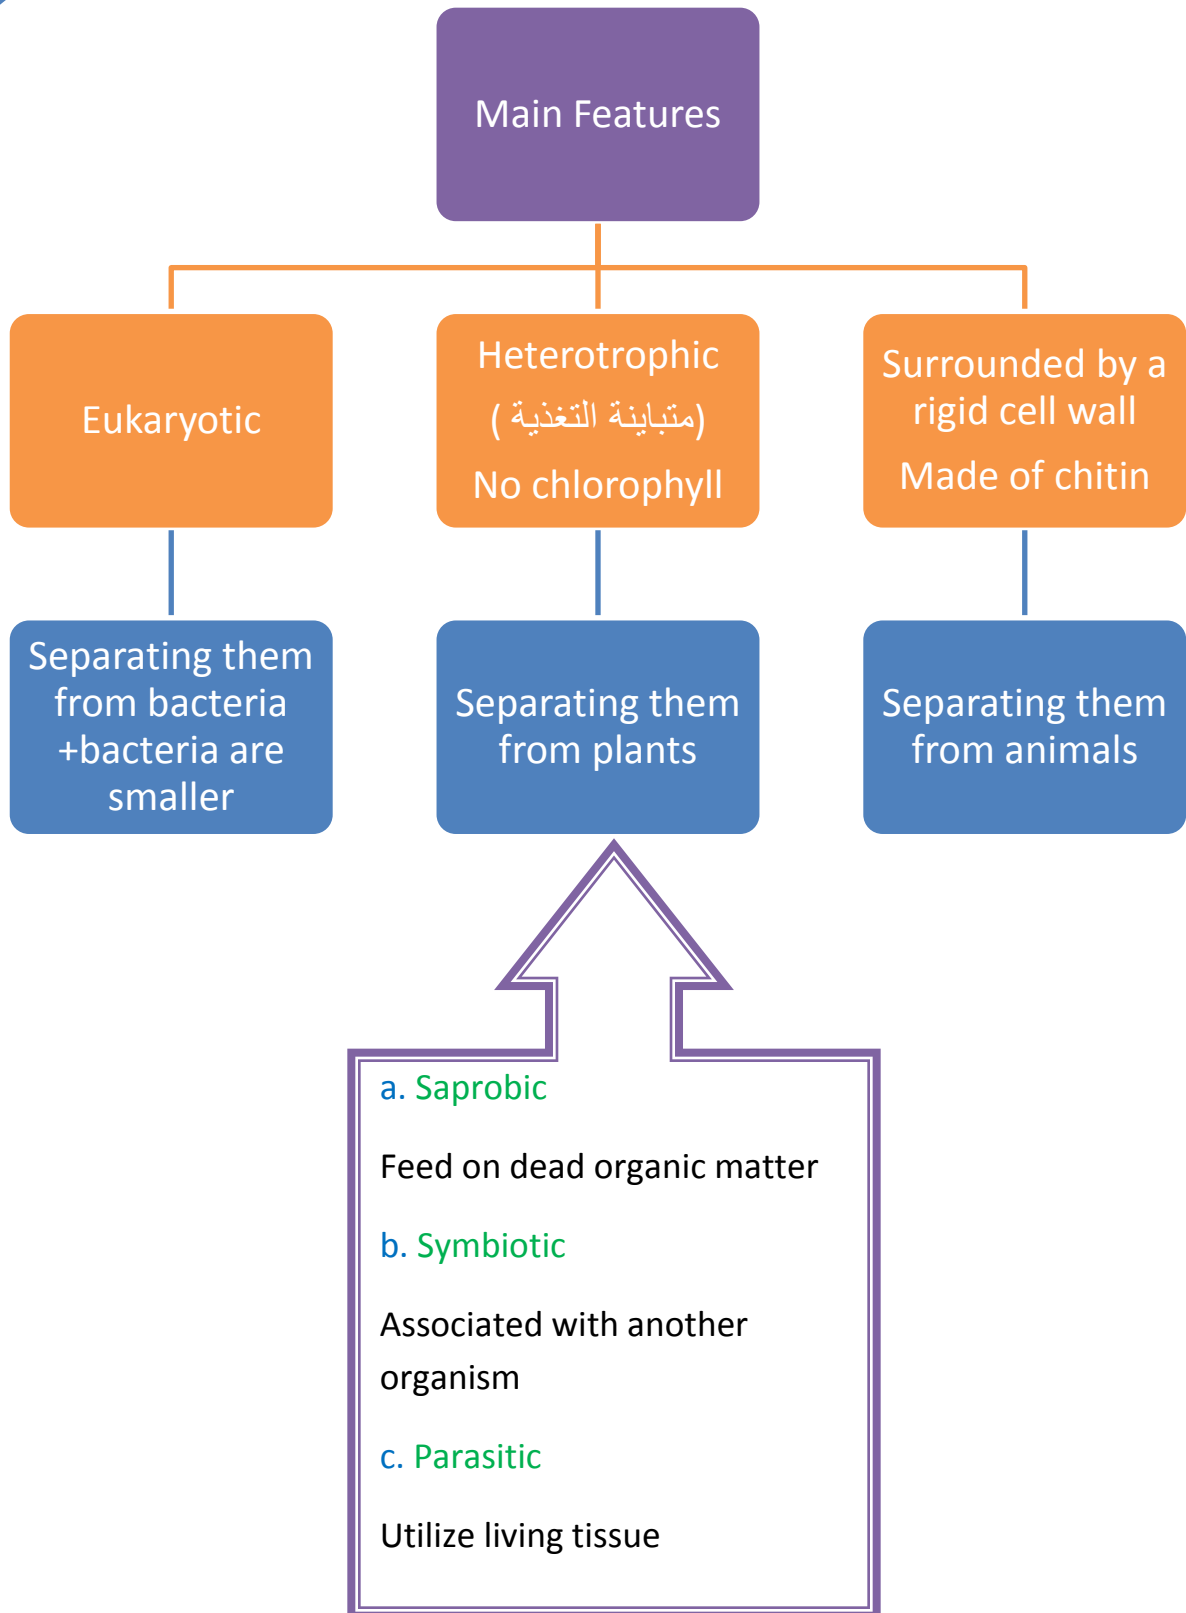 Main Features
Eukaryotic
Heterotrophic
(متباينة التغذية )
No chlorophyll
Surrounded by a
rigid cell wall
Made of chitin
Separating them
from bacteria
+bacteria are
smaller
Separating them
from plants
Separating them
from animals
a. Saprobic
Feed on dead organic matter
b. Symbiotic
Associated with another
organism
c. Parasitic
Utilize living tissue